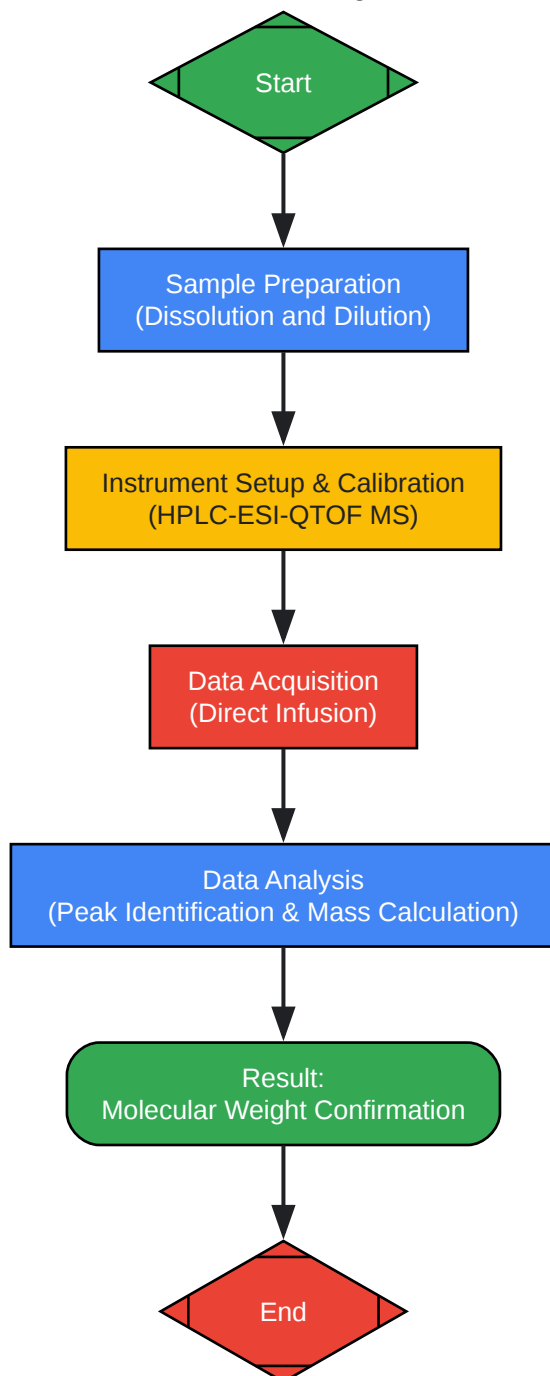 Start
Sample Preparation
(Dissolution and Dilution)
Instrument Setup & Calibration
(HPLC-ESI-QTOF MS)
Data Acquisition
(Direct Infusion)
Data Analysis
(Peak Identification & Mass Calculation)
Result:
Molecular Weight Confirmation
End